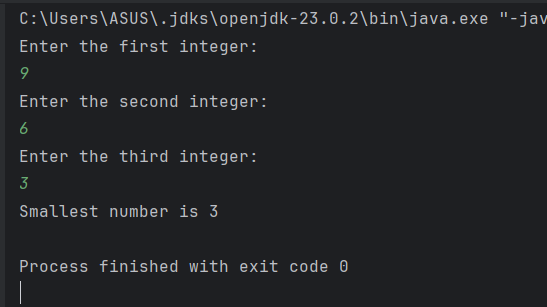 C:\Users\ASUS\.jdks\openjdk-23.0.2\bin\java.exe "-jav
Enter the first integer:
9
Enter the second integer:
6
Enter the third integer:
3
Smallest number is 3
Process finished with exit code 0